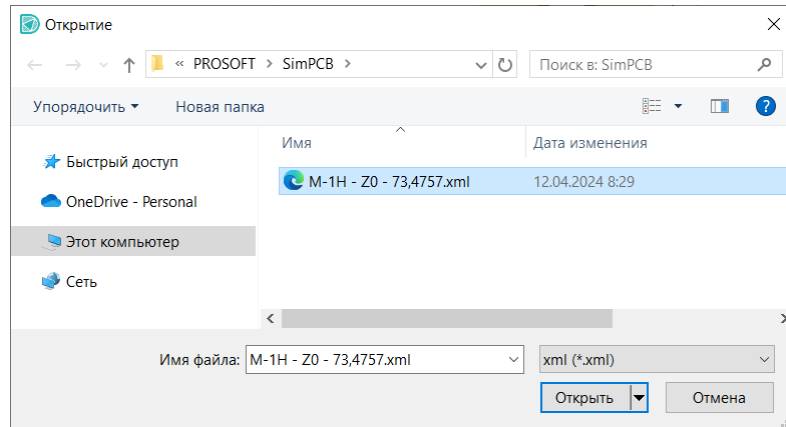 Открытие
« PROSOFT > SimPCB >
Поиск в: SimPCB
Упорядочить
Новая папка
Имя
Дата изменения
Быстрый доступ
M-1H - Z0 - 73,4757.xml
12.04.2024 8:29
OneDrive - Personal
Этот компьютер
Сеть
Имя файла:
M-1H - Z0 - 73,4757.xml
xml (*.xml)
Открыть
Отмена